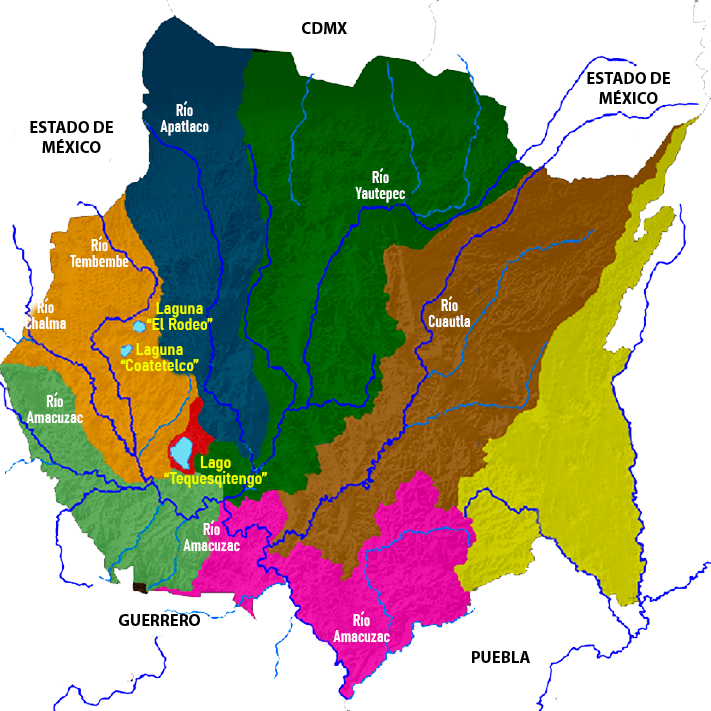 CDMX
ESTADO DE
MÉXICO
Río
Apatlaco
ESTADO DE
MÉXICO
Río
Yautepec
Río
Tembembe
Río
Chalma
Laguna
"El Rodeo"
Río
Cuautla
Laguna
"Coatetelco"
Río
Amacuzac
Lago
"Tequesqitengo"
Río
Amacuzac
GUERRERO
Río
Amacuzac
PUEBLA